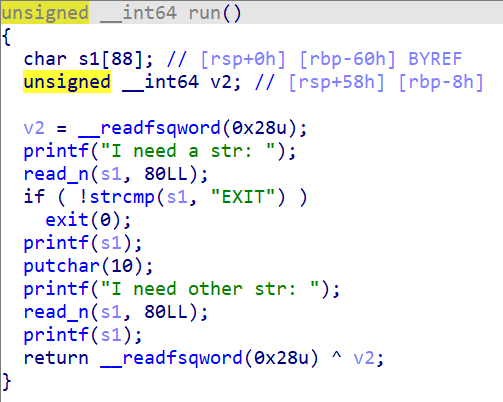 unsigned __int64 run()
{
char s1[88]; // [rsp+0h] [rbp-60h] BYREF
unsigned __int64 v2; // [rsp+58h] [rbp-8h]
v2 = __readfsqword(0x28u);
printf("I need a str: ");
read_n(s1, 80LL);
if ( !strcmp(s1, "EXIT") )
exit(0);
printf(s1);
putchar(10);
printf("I need other str: ");
read_n(s1, 80LL);
printf(s1);
return __readfsqword(0x28u) ^ v2;
}